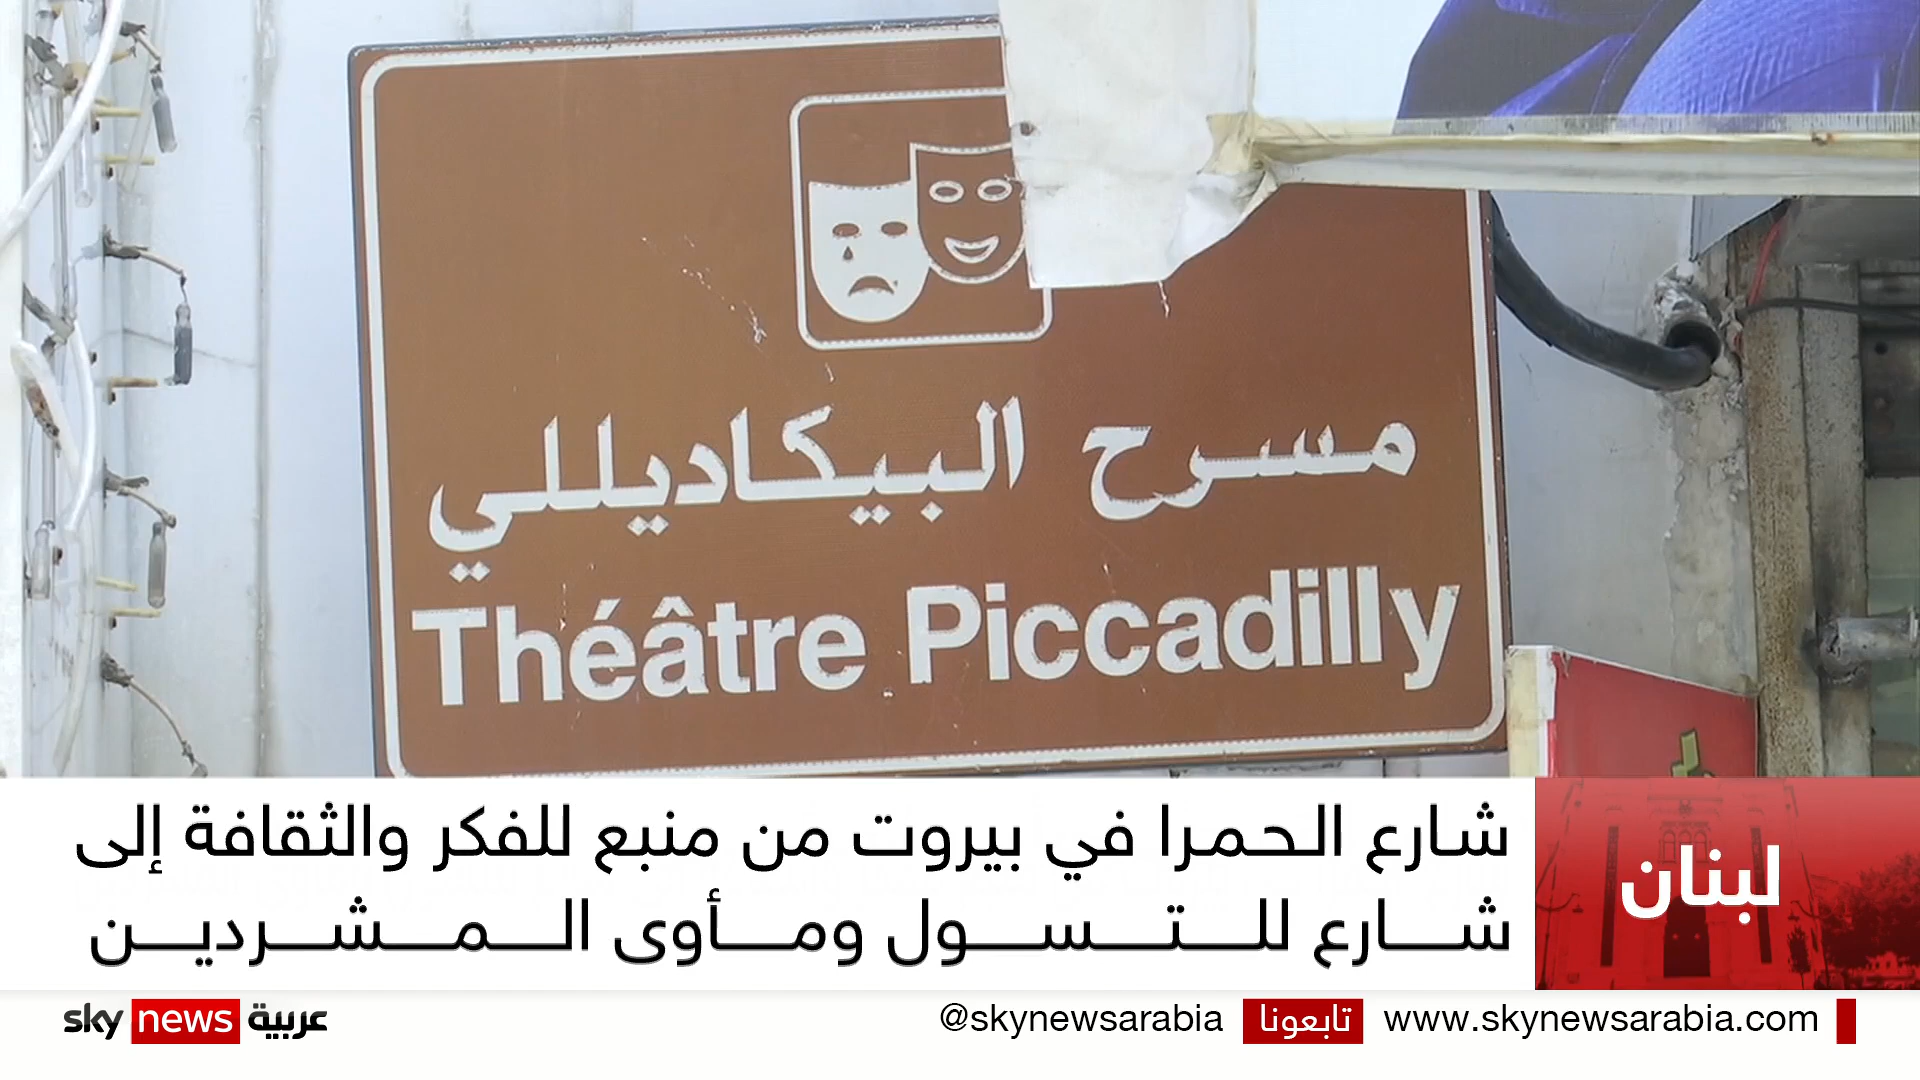 مسرح البيكاديللي
Théâtre Piccadilly
شارع الحمرا في بيروت من منبع للفكر والثقافة إلى
شارع للتسول ومأوى المشردين
لبنان
sky news عربية
@skynewsarabia تابعونا www.skynewsarabia.com